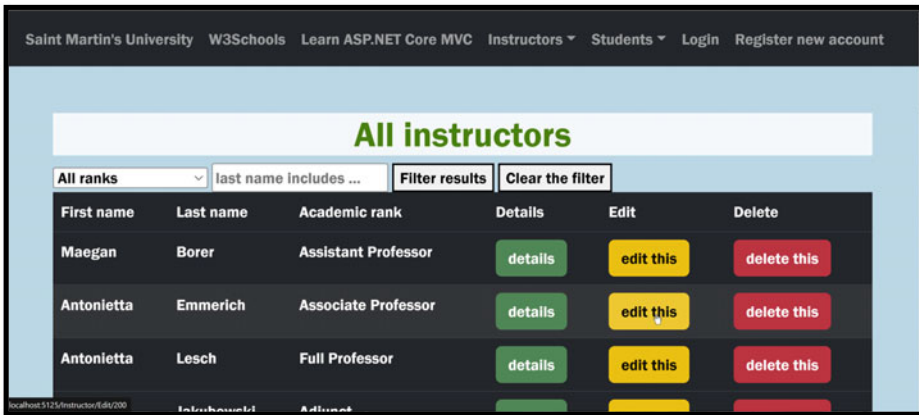 Saint Martin's University W3Schools Learn ASP.NET Core MVC Instructors Students Login Register new account
All instructors
All ranks last name includes ... Filter results Clear the filter
First name Last name Academic rank Details Edit Delete
Maegan Borer Assistant Professor details edit this delete this
Antonietta Emmerich Associate Professor details edit this delete this
Antonietta Lesch Full Professor details edit this delete this
Jakubowski Adjunct
localhost:5125/Instructor/Edit/200